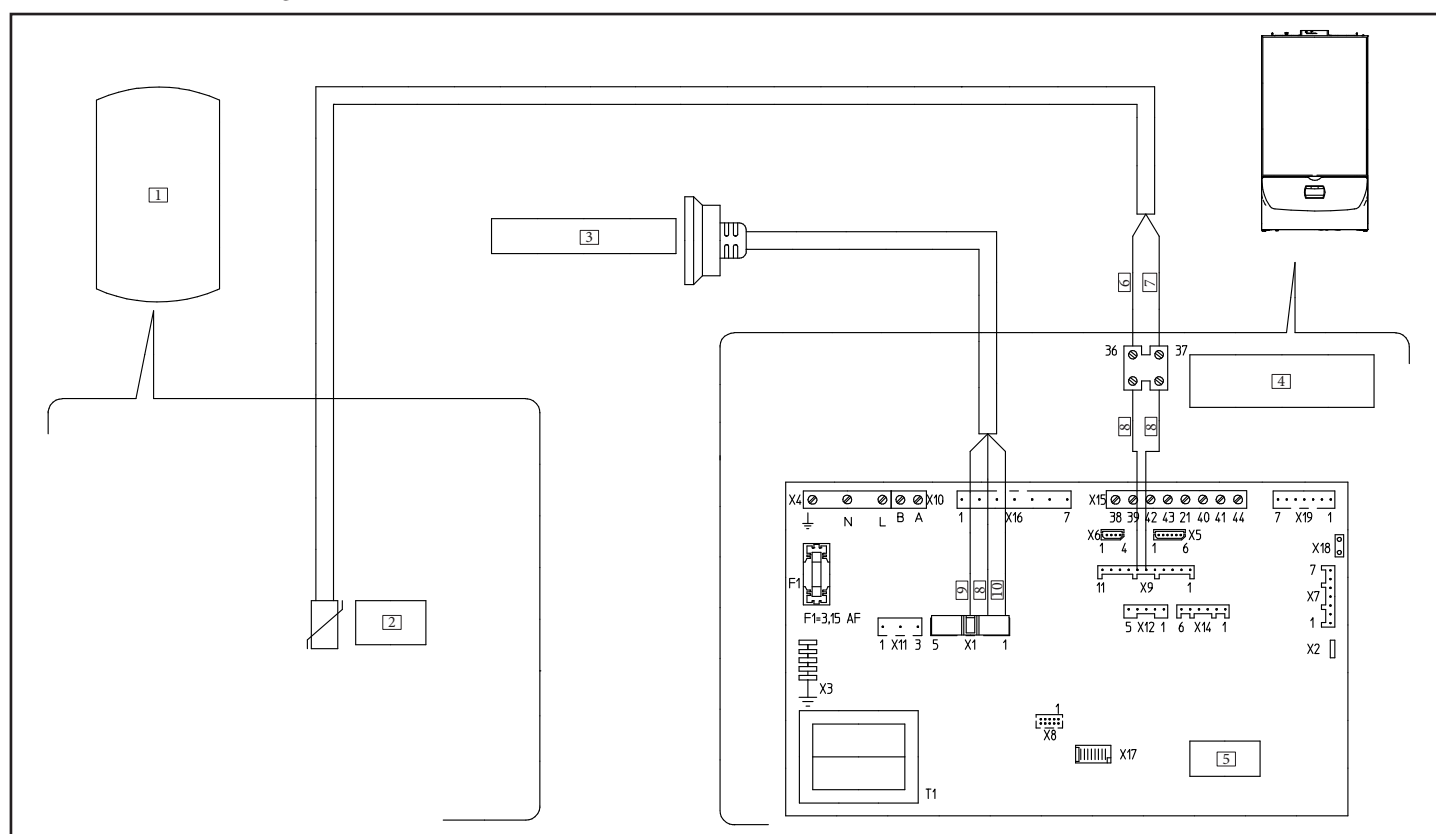 1
3
6 7
36 37
4
8 8
X4 X10 X15
N L B A 1 X16 7 38 39 42 43 21 40 41 44 7 X19 1
X6 X5
1 4 1 6
X18
F1
7
11 X9 1
9 8 10
X7
F1=3,15 AF
1
2
5 X12 1 6 X14 1
1 X11 3 5 X1 1
X2
X3
1
X8
X17
5
T1